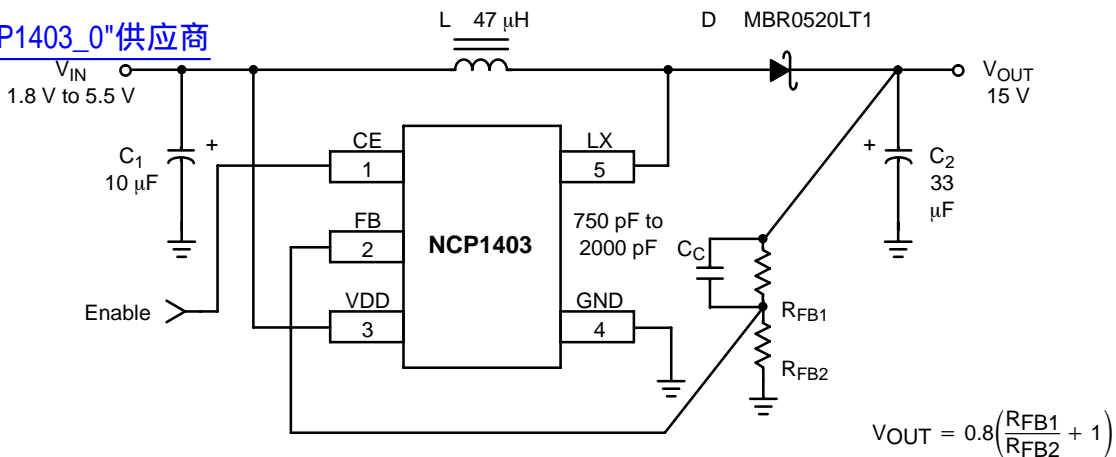 L 47 μH
D MBR0520LT1
P1403_0"供应商
VIN
1.8 V to 5.5 V
VOUT
15 V
C1
10 μF
+
CE
1
LX
5
+
C2
33
μF
FB
2
NCP1403
750 pF to
2000 pF
CC
Enable
VDD
3
GND
4
RFB1
RFB2
VOUT = 0.8(RFB1/RFB2 + 1)